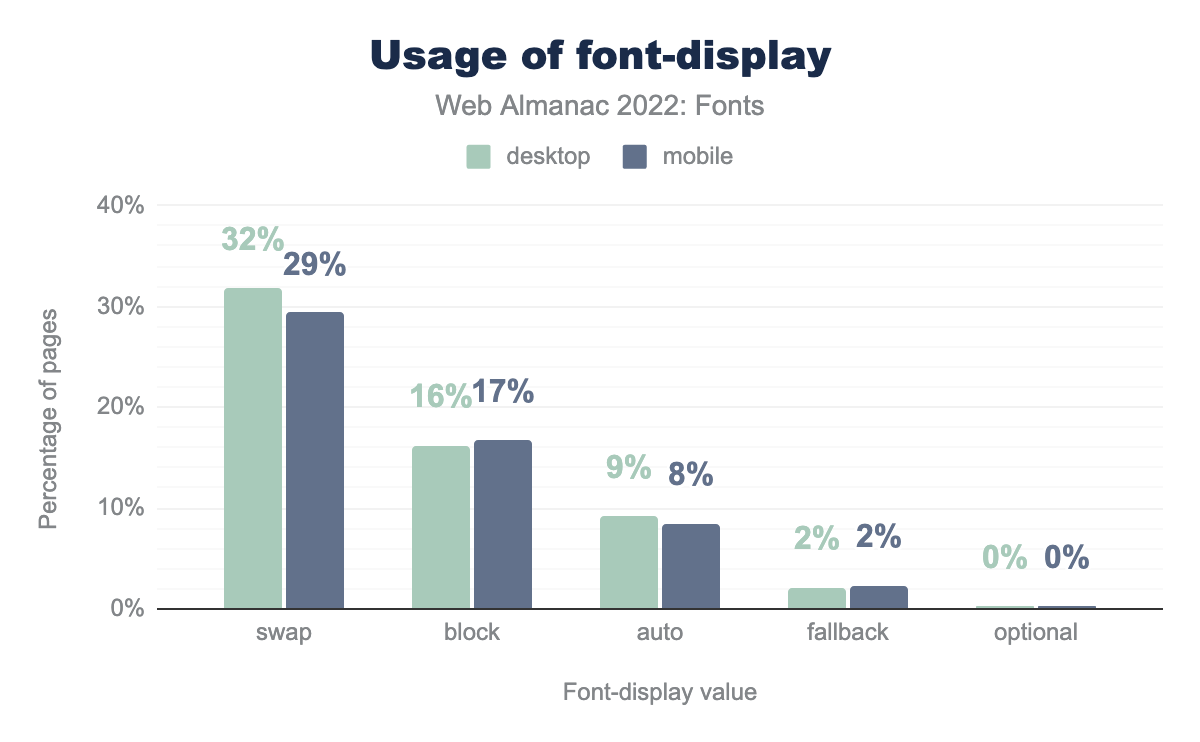 Usage of font-display
Web Almanac 2022: Fonts
desktop mobile
Percentage of pages
40%
30%
20%
10%
0%
32% 29%
16% 17%
9% 8%
2% 2%
0% 0%
swap block auto fallback optional
Font-display value